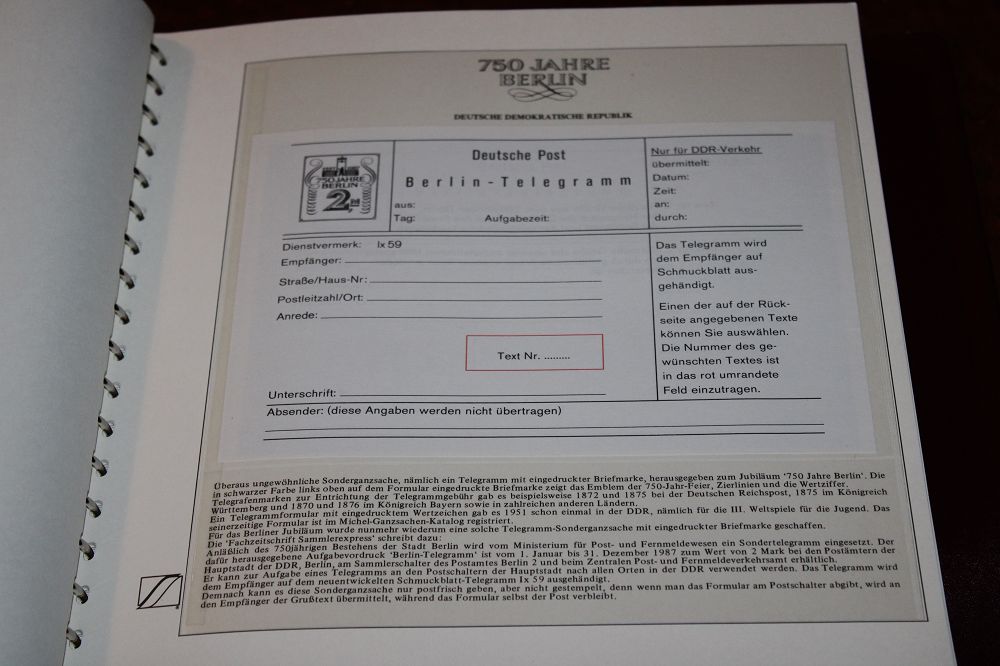 750 JAHRE
BERLIN
DEUTSCHE DEMOKRATISCHE REPUBLIK
750 JAHRE
BERLIN
2M
Deutsche Post
Berlin-Telegramm
aus:
Tag: Aufgabezeit:
Nur für DDR-Verkehr
übermittelt:
Datum:
Zeit:
an:
durch:
Dienstvermerk: lx 59
Empfänger:
Straße/Haus-Nr:
Postleitzahl/Ort:
Anrede:
Text Nr. .........
Unterschrift:
Das Telegramm wird
dem Empfänger auf
Schmuckblatt aus-
gehändigt.
Einen der auf der Rück-
seite angegebenen Texte
können Sie auswählen.
Die Nummer des ge-
wünschten Textes ist
in das rot umrandete
Feld einzutragen.
Absender: (diese Angaben werden nicht übertragen)
Überaus ungewöhnliche Sonderganzsache, nämlich ein Telegramm mit eingedruckter Briefmarke, herausgegeben zum Jubiläum '750 Jahre Berlin'. Die
in schwarzer Farbe links oben auf dem Formular eingedruckte Briefmarke zeigt das Emblem der 750-Jahr-Feier, Zierlinien und die Wertziffer.
Telegrafenmarken zur Entrichtung der Telegrammgebühr gab es beispielsweise 1872 und 1875 bei der Deutschen Reichspost, 1875 im Königreich
Württemberg und 1870 und 1876 im Königreich Bayern sowie in zahlreichen anderen Ländern.
Ein Telegrammformular mit eingedrucktem Wertzeichen gab es 1951 schon einmal in der DDR, nämlich für die III. Weltspiele für die Jugend. Das
seinerzeitige Formular ist im Michel-Ganzsachen-Katalog registriert.
Für das Berliner Jubiläum wurde nunmehr wiederum eine solche Telegramm-Sonderganzsache mit eingedruckter Briefmarke geschaffen.
Die 'Fachzeitschrift Sammlerexpress' schreibt dazu:
Anläßlich des 750jährigen Bestehens der Stadt Berlin wird vom Ministerium für Post- und Fernmeldewesen ein Sondertelegramm eingesetzt. Der
dafür herausgegebene Aufgabevordruck 'Berlin-Telegramm' ist vom 1. Januar bis 31. Dezember 1987 zum Wert von 2 Mark bei den Postämtern der
Hauptstadt der DDR, Berlin, am Sammlerschalter des Postamtes Berlin 2 und beim Zentralen Post- und Fernmeldeverkehrsamt erhältlich.
Er kann zur Aufgabe eines Telegramms an den Postschaltern der Hauptstadt nach allen Orten in der DDR verwendet werden. Das Telegramm wird
dem Empfänger auf dem neuentwickelten Schmuckblatt-Telegramm lx 59 ausgehändigt.
Demnach kann es diese Sonderganzsache nur postfrisch geben, aber nicht gestempelt, denn wenn man das Formular am Postschalter abgibt, wird an
den Empfänger der Grußtext übermittelt, während das Formular selbst der Post verbleibt.